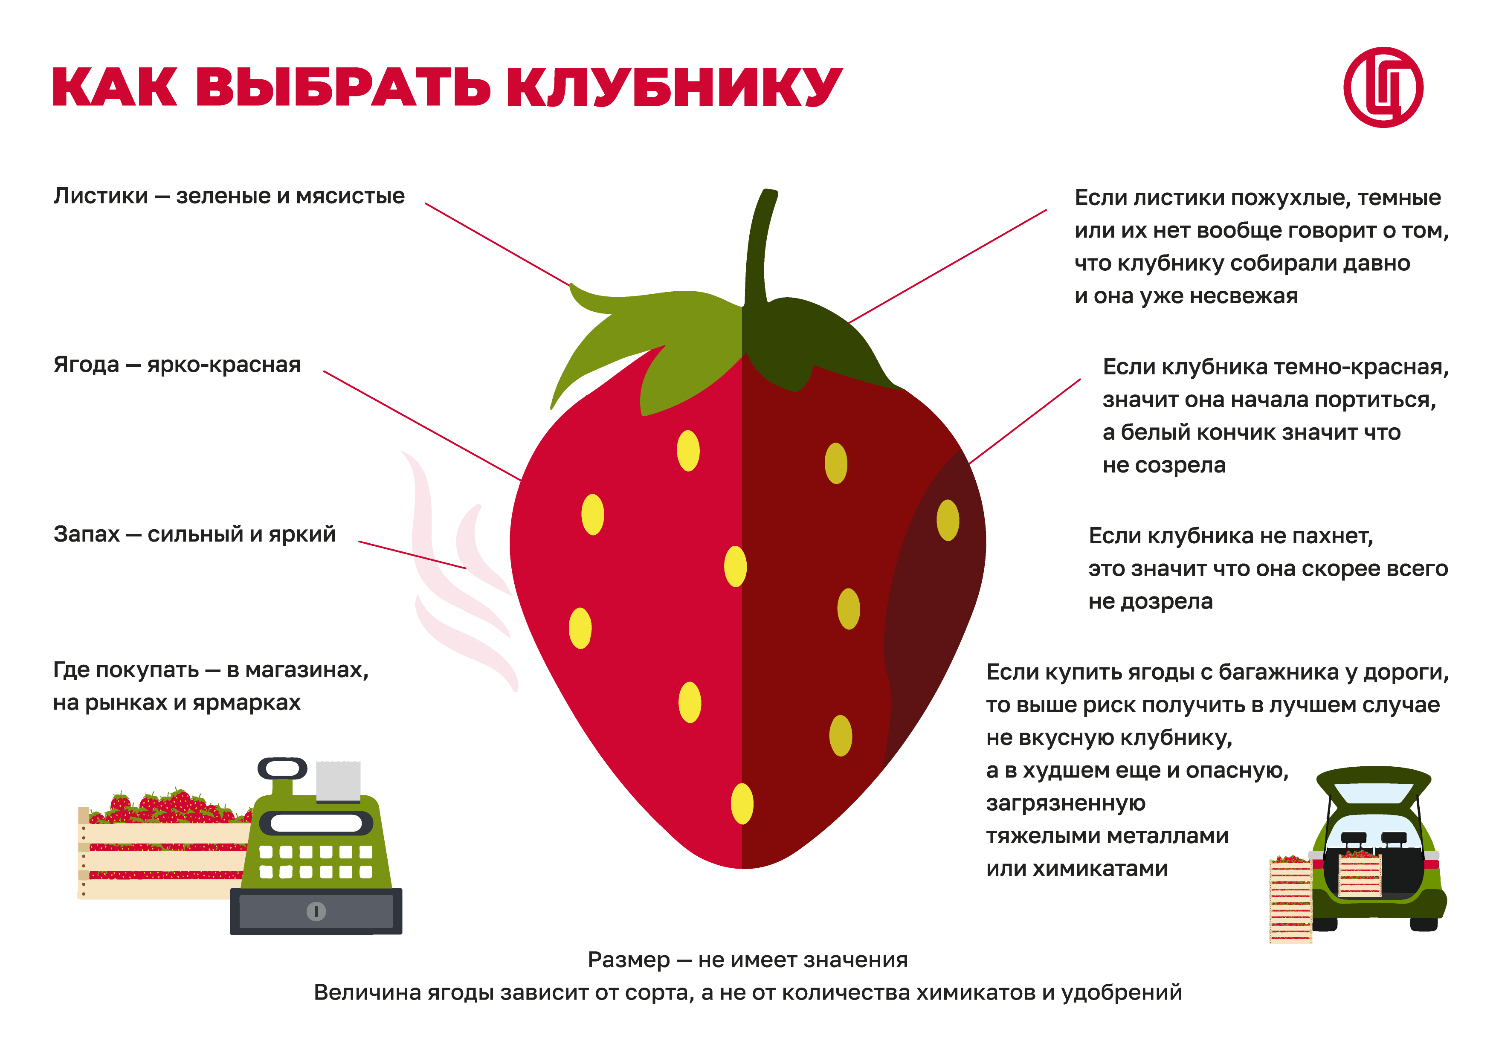 КАК ВЫБРАТЬ КЛУБНИКУ
Листики — зеленые и мясистые
Ягода — ярко-красная
Запах — сильный и яркий
Где покупать — в магазинах,
на рынках и ярмарках
Если листики пожухлые, темные
или их нет вообще говорит о том,
что клубнику собирали давно
и она уже несвежая
Если клубника темно-красная,
значит она начала портиться,
а белый кончик значит что
не созрела
Если клубника не пахнет,
это значит что она скорее всего
не дозрела
Если купить ягоды с багажника у дороги,
то выше риск получить в лучшем случае
не вкусную клубнику,
а в худшем еще и опасную,
загрязненную
тяжелыми металлами
или химикатами
Размер — не имеет значения
Величина ягоды зависит от сорта, а не от количества химикатов и удобрений